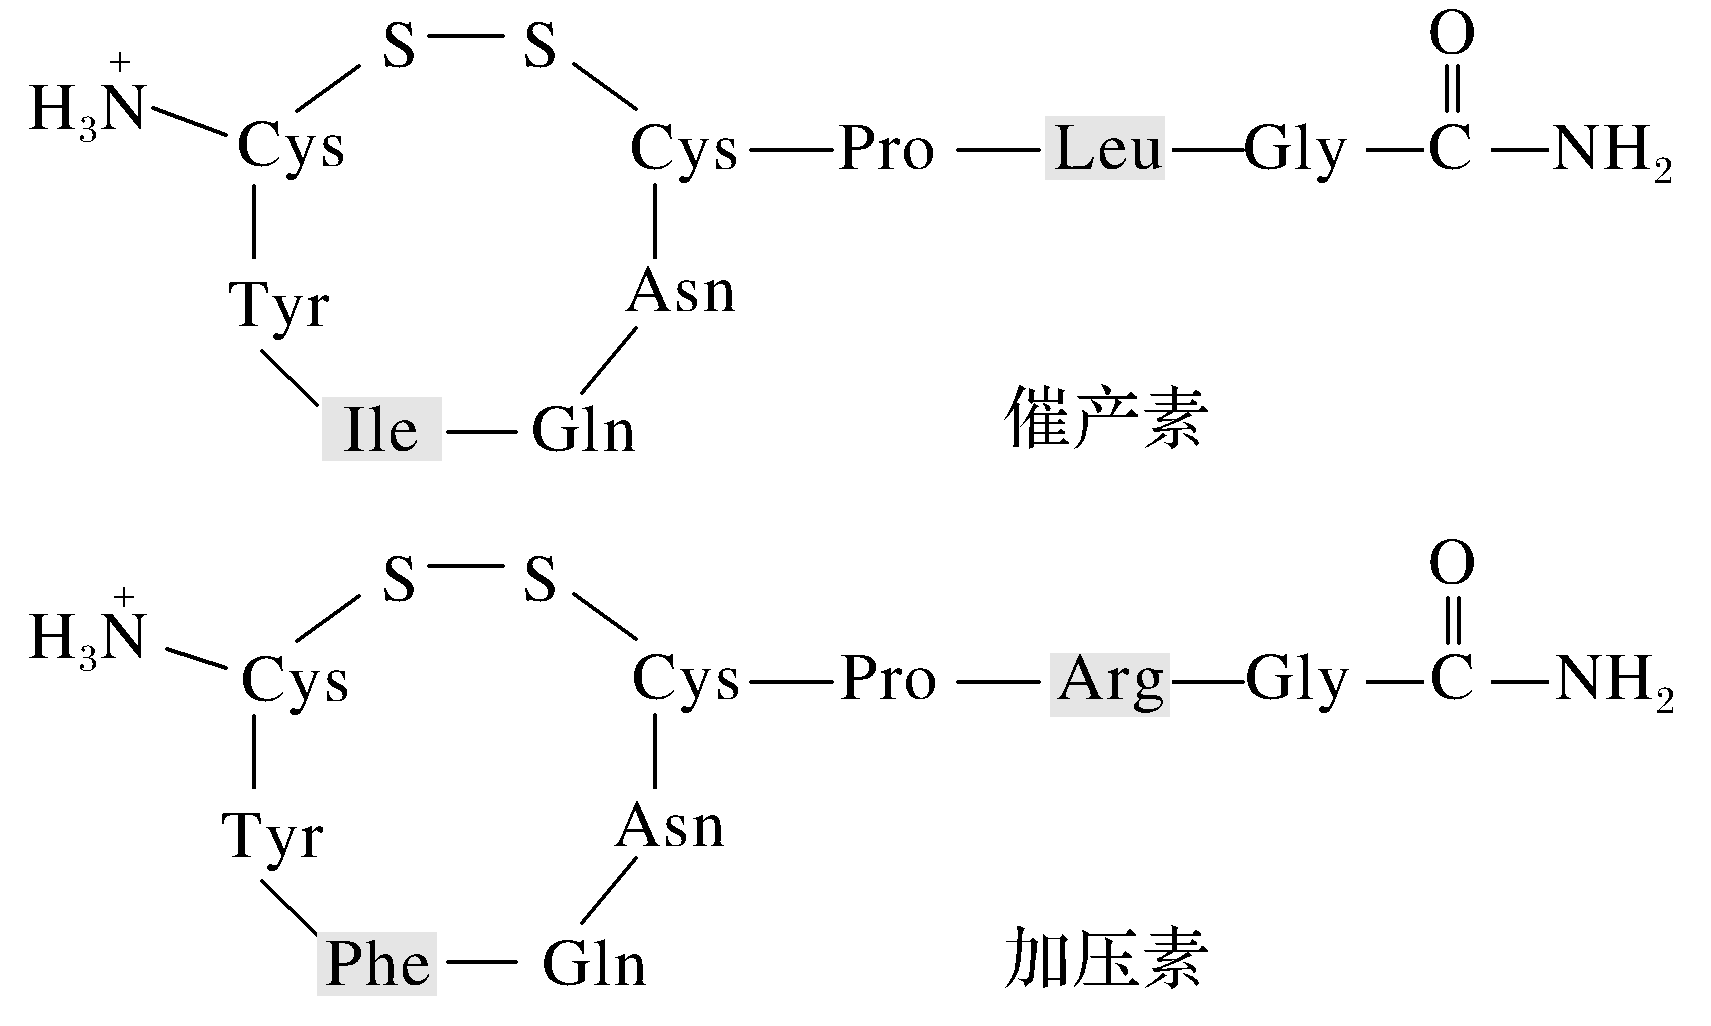 S—S
H₃N⁺ Cys Cys—Pro—Leu—Gly—C(=O)—NH₂
Tyr Asn
Ile—Gln
催产素
S—S
H₃N⁺ Cys Cys—Pro—Arg—Gly—C(=O)—NH₂
Tyr Asn
Phe—Gln
加压素